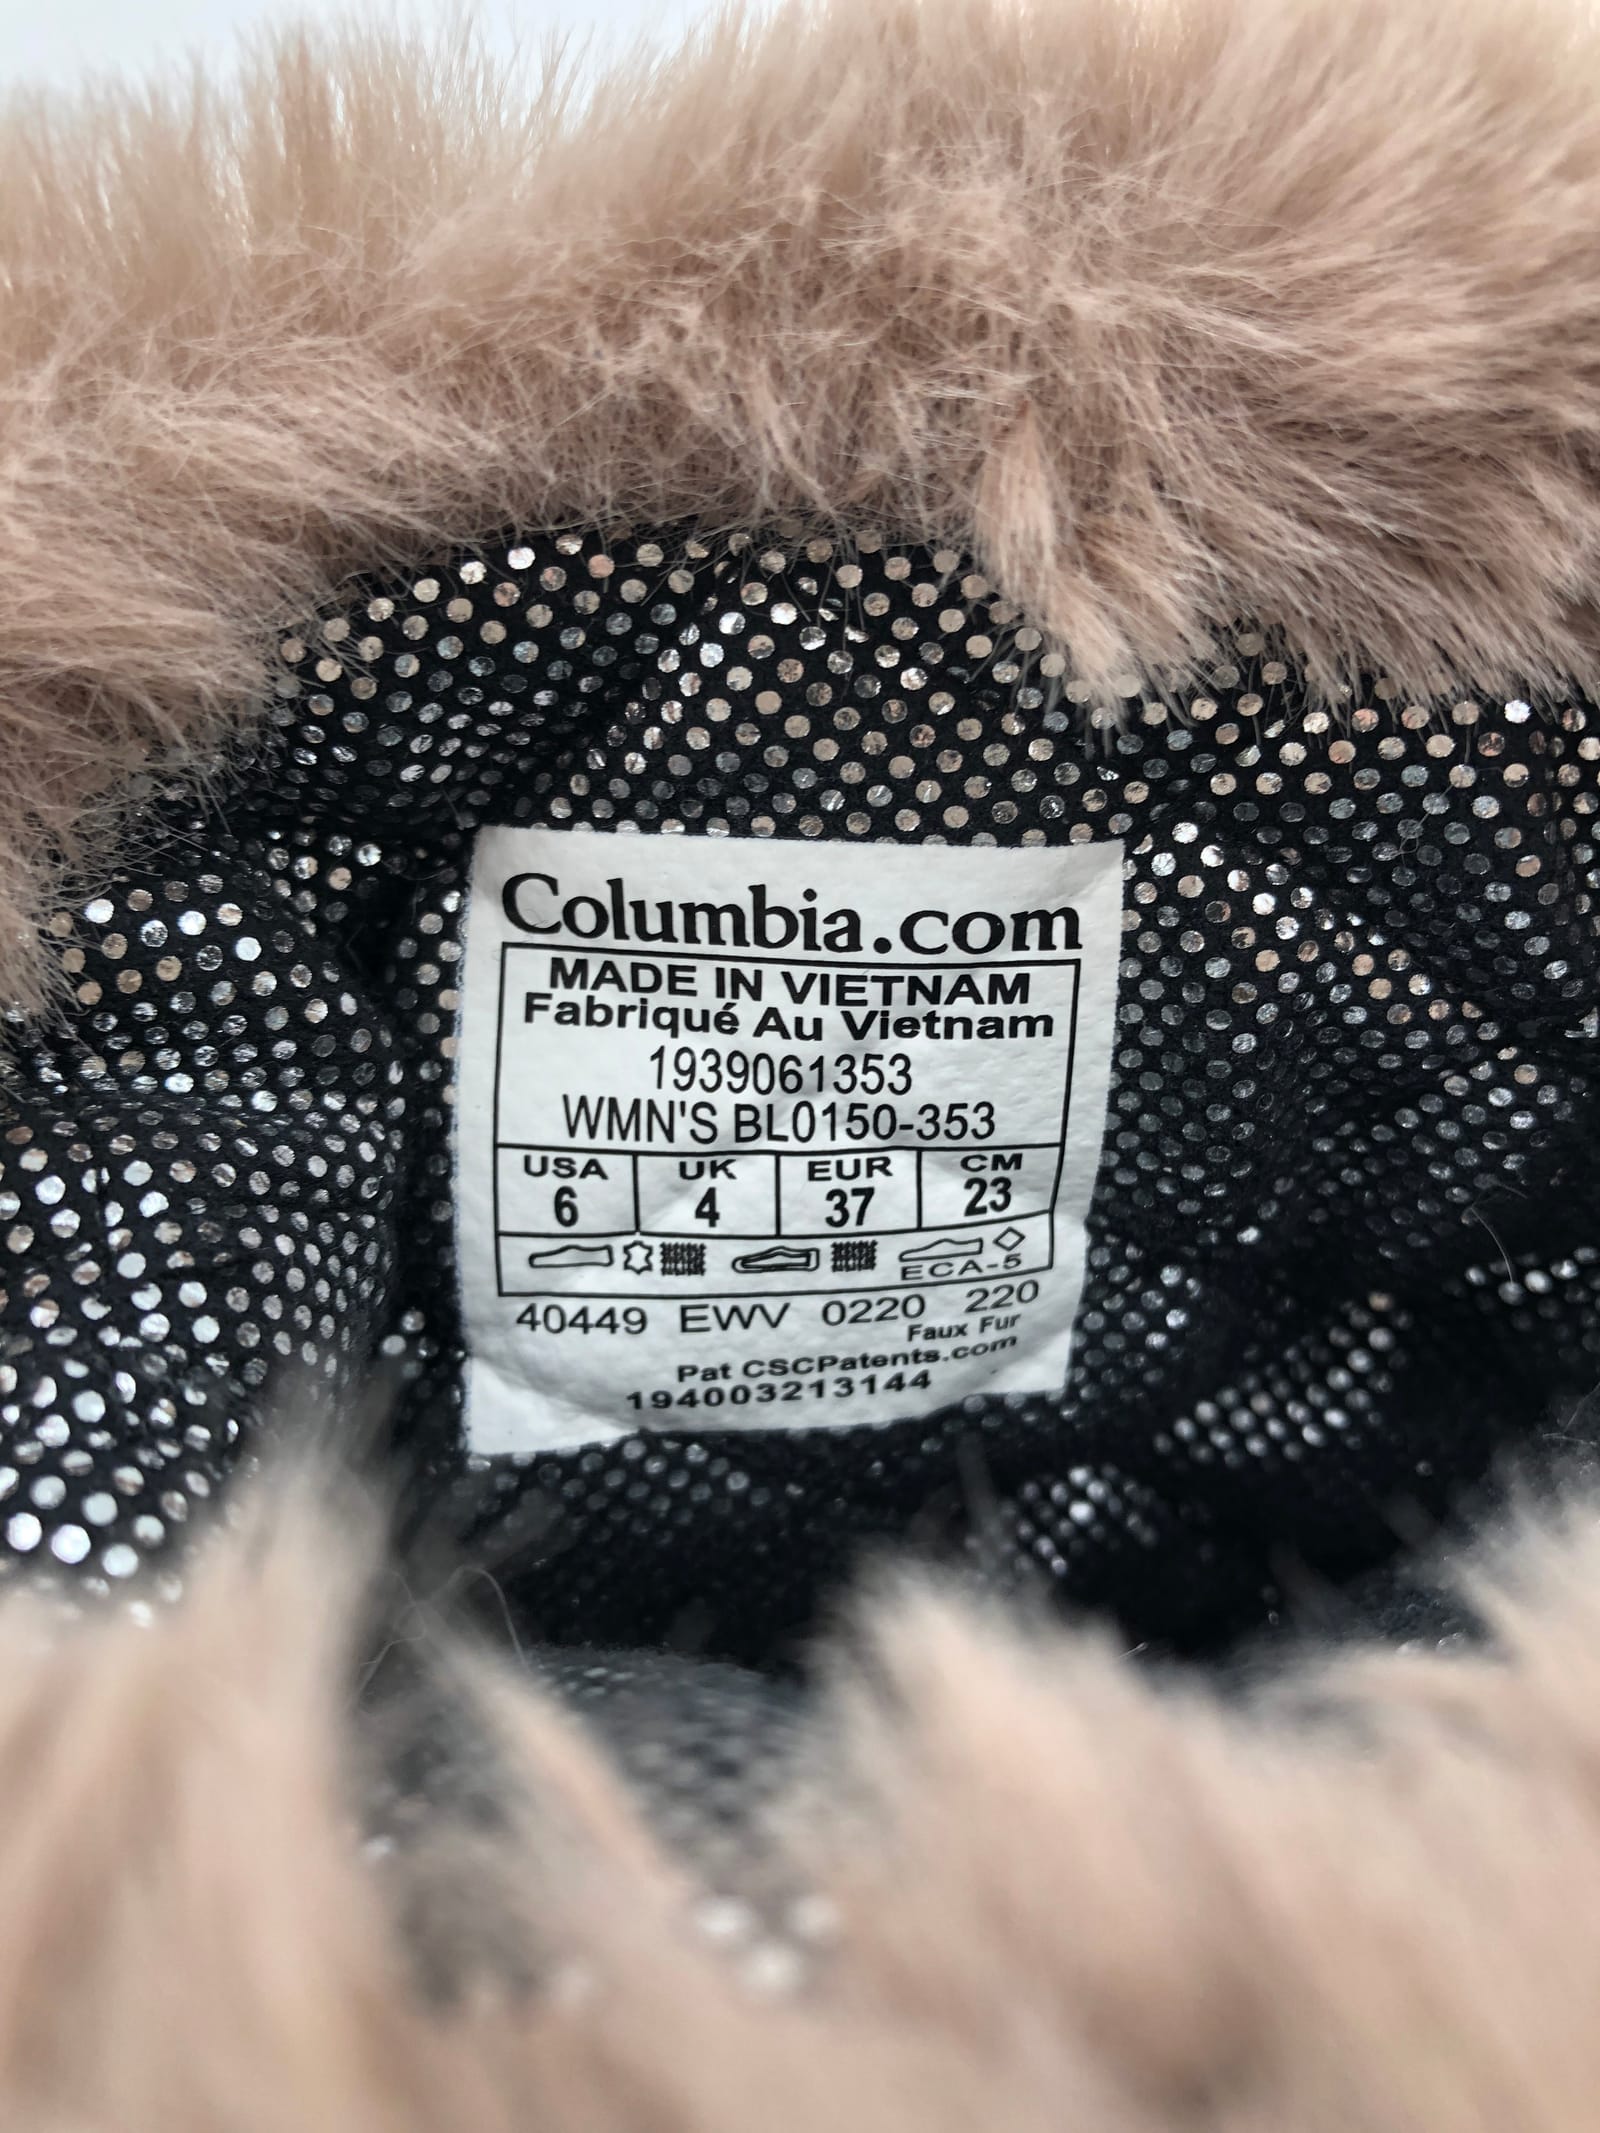 Columbia.com
MADE IN VIETNAM
Fabriqué Au Vietnam
1939061353
WMN'S BL0150-353
USA UK EUR CM
6 4 37 23
ECA-5
40449 EWV 0220 220
Faux Fur
Pat CSCPatents.com
194003213144